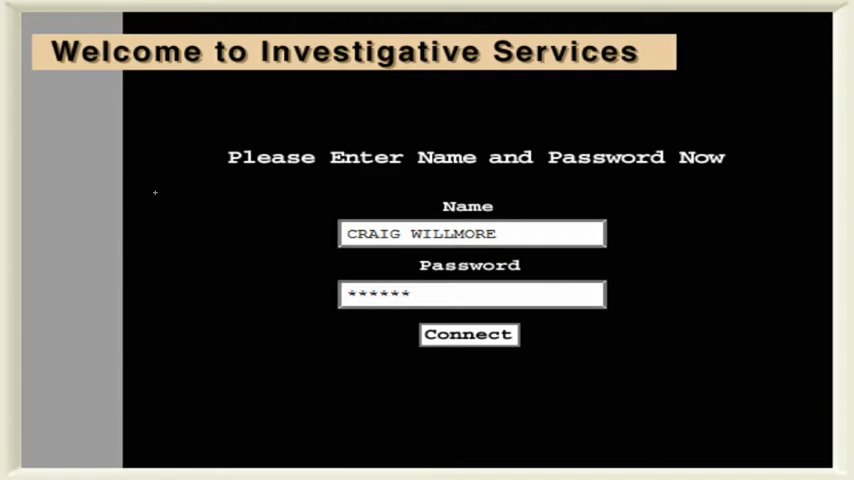 Welcome to Investigative Services
Please Enter Name and Password Now
Name
CRAIG WILLMORE
Password
******
Connect